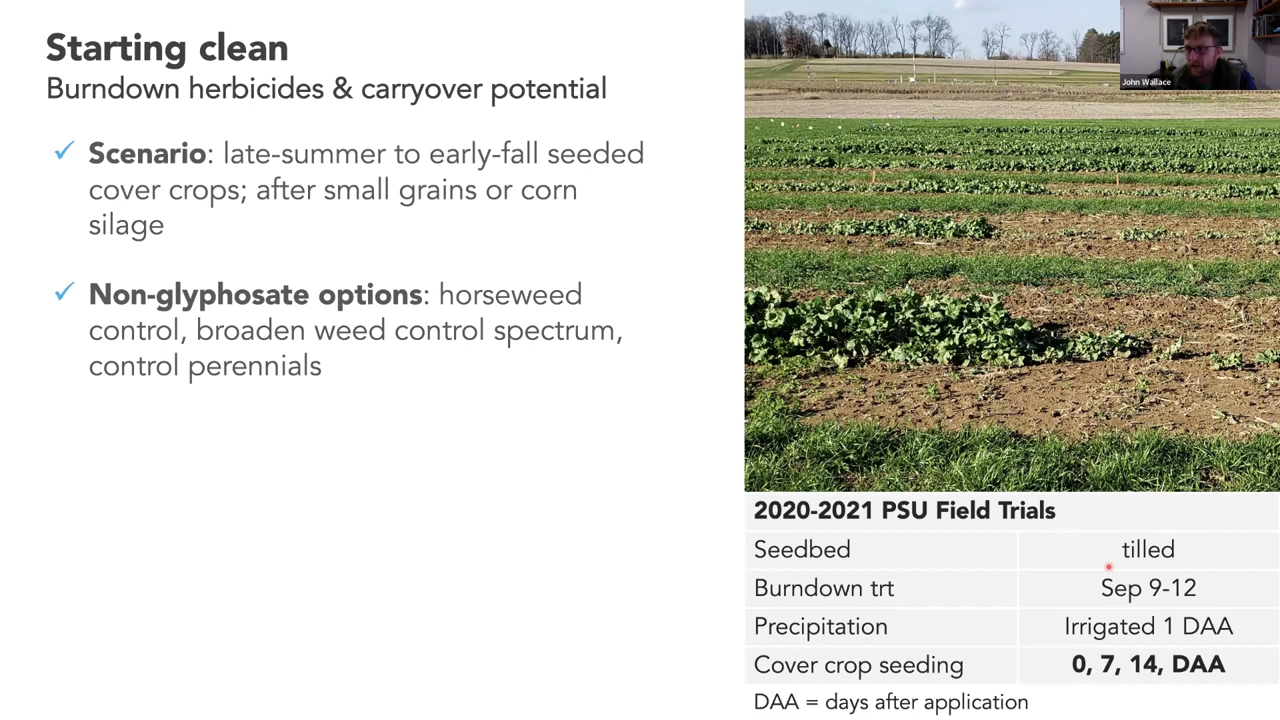 Starting clean
Burndown herbicides & carryover potential
✓ Scenario: late-summer to early-fall seeded
cover crops; after small grains or corn
silage
✓ Non-glyphosate options: horseweed
control, broaden weed control spectrum,
control perennials
John Wallace
2020-2021 PSU Field Trials
Seedbed tilled
Burndown trt Sep 9-12
Precipitation Irrigated 1 DAA
Cover crop seeding 0, 7, 14, DAA
DAA = days after application